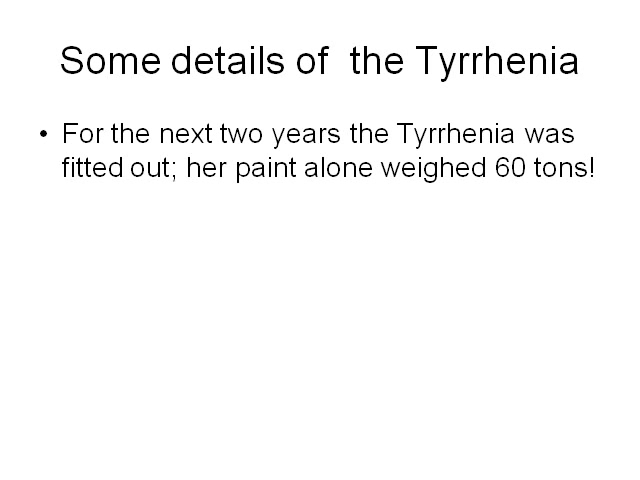 Some details of  the Tyrrhenia
• For the next two years the Tyrrhenia was
fitted out; her paint alone weighed 60 tons!